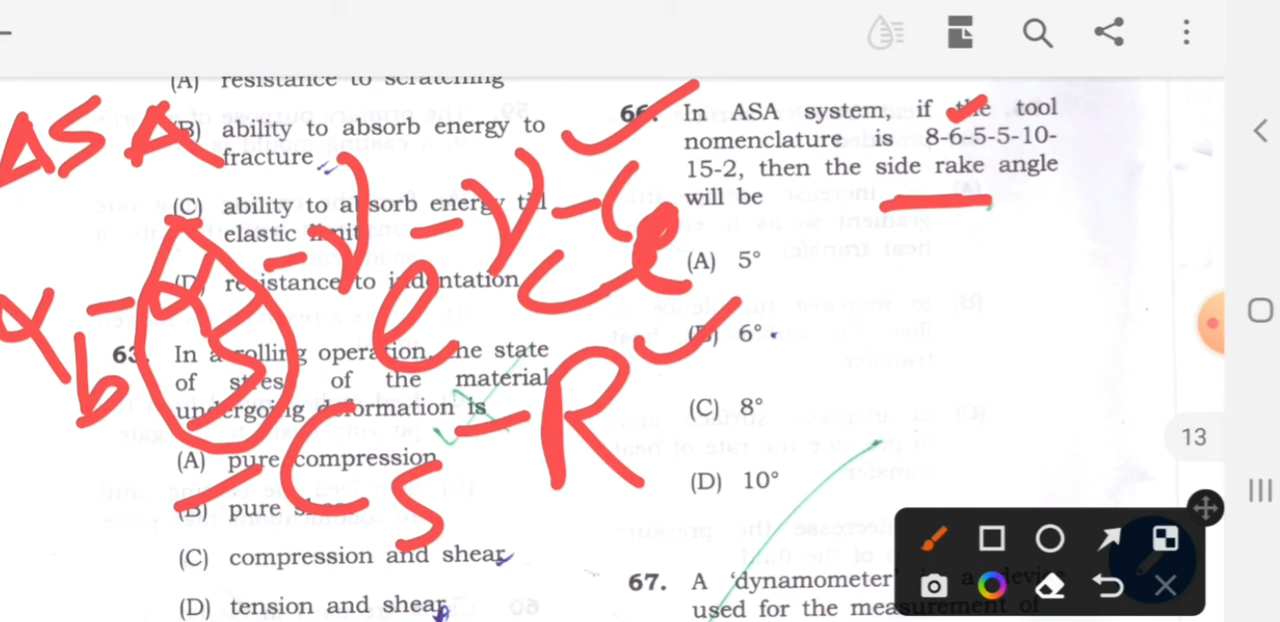 (A) resistance to scratching
(B) ability to absorb energy to
fracture
(C) ability to absorb energy till
elastic limit
(D) resistance to indentation
63. In a rolling operation, the state
of stress of the material
undergoing deformation is
(A) pure compression
(B) pure shear
(C) compression and shear
(D) tension and shear
66. In ASA system, if the tool
nomenclature is 8-6-5-5-10-
15-2, then the side rake angle
will be
(A) 5°
(B) 6°
(C) 8°
(D) 10°
67. A ‘dynamometer’ is a device
used for the measurement of
ASA
13